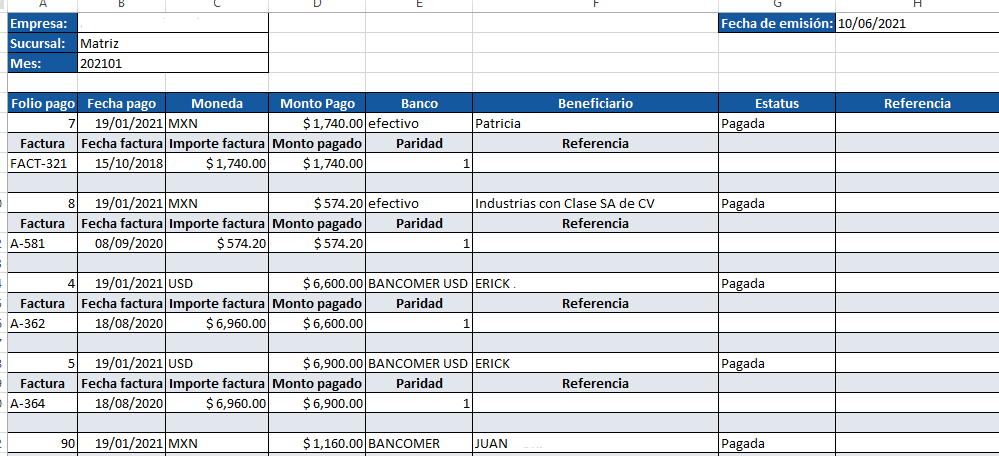 A B C D E F G H
Empresa: Fecha de emisión: 10/06/2021
Sucursal: Matriz
Mes: 202101
Folio pago Fecha pago Moneda Monto Pago Banco Beneficiario Estatus Referencia
7 19/01/2021 MXN $ 1,740.00 efectivo Patricia Pagada
Factura Fecha factura Importe factura Monto pagado Paridad Referencia
FACT-321 15/10/2018 $ 1,740.00 $ 1,740.00 1
8 19/01/2021 MXN $ 574.20 efectivo Industrias con Clase SA de CV Pagada
Factura Fecha factura Importe factura Monto pagado Paridad Referencia
A-581 08/09/2020 $ 574.20 $ 574.20 1
4 19/01/2021 USD $ 6,600.00 BANCOMER USD ERICK . Pagada
Factura Fecha factura Importe factura Monto pagado Paridad Referencia
A-362 18/08/2020 $ 6,960.00 $ 6,600.00 1
5 19/01/2021 USD $ 6,900.00 BANCOMER USD ERICK Pagada
Factura Fecha factura Importe factura Monto pagado Paridad Referencia
A-364 18/08/2020 $ 6,960.00 $ 6,900.00 1
90 19/01/2021 MXN $ 1,160.00 BANCOMER JUAN Pagada